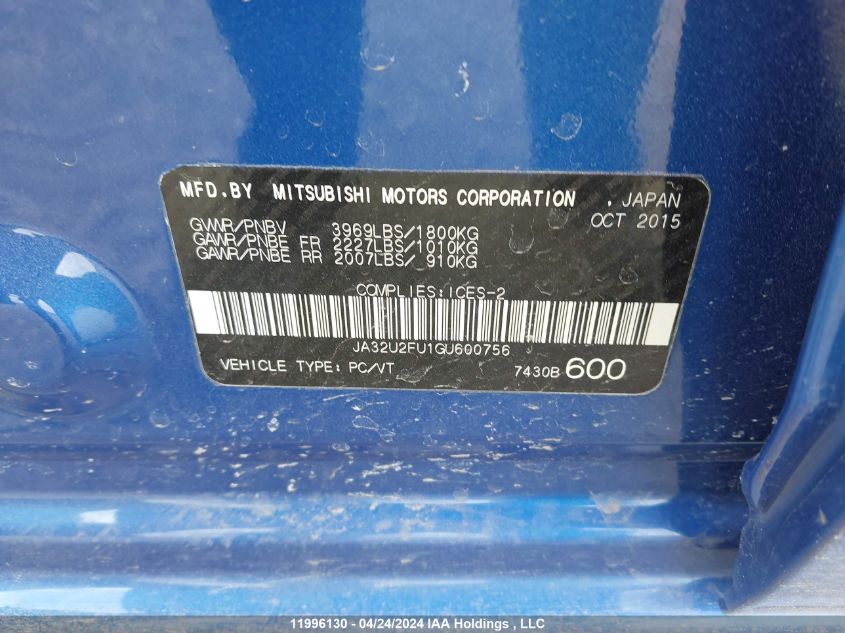 MFD.BY MITSUBISHI MOTORS CORPORATION . JAPAN
OCT 2015
GVWR/PNBV 3969LBS/1800KG
GAWR/PNBE FR 2227LBS/1010KG
GAWR/PNBE RR 2007LBS/ 910KG
COMPLIES:ICES-2
JA32U2FU1GU600756
VEHICLE TYPE: PC/VT 7430B 600
11996130 - 04/24/2024 IAA Holdings , LLC